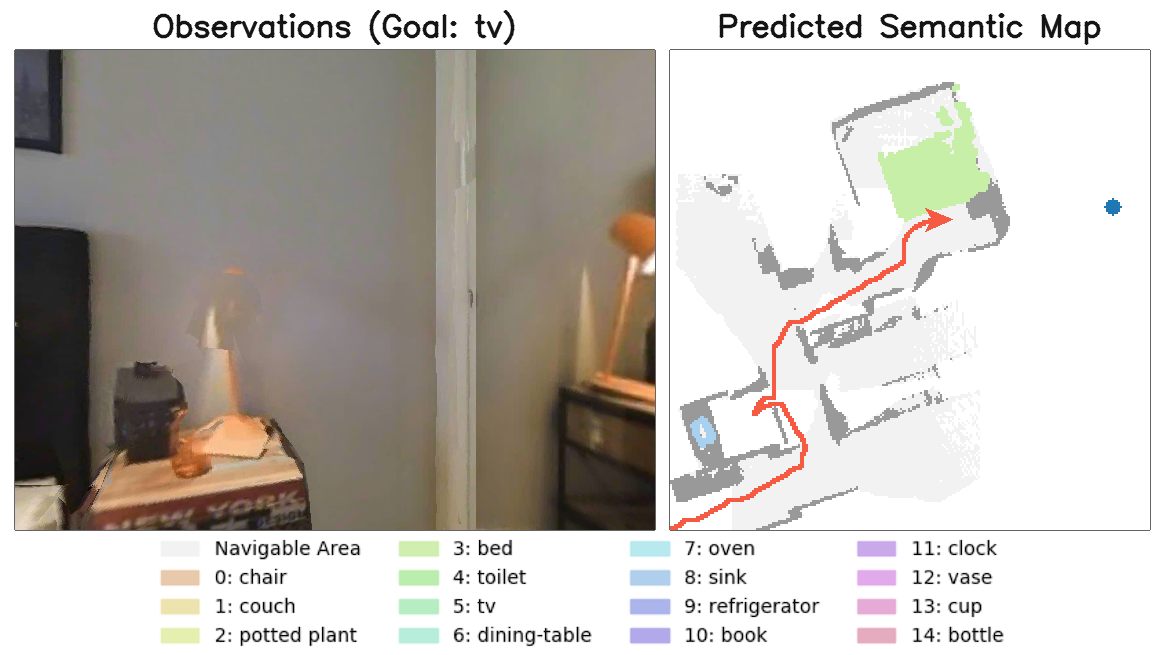 Observations (Goal: tv)
Predicted Semantic Map
NEW YORK
Navigable Area
0: chair
1: couch
2: potted plant
3: bed
4: toilet
5: tv
6: dining-table
7: oven
8: sink
9: refrigerator
10: book
11: clock
12: vase
13: cup
14: bottle